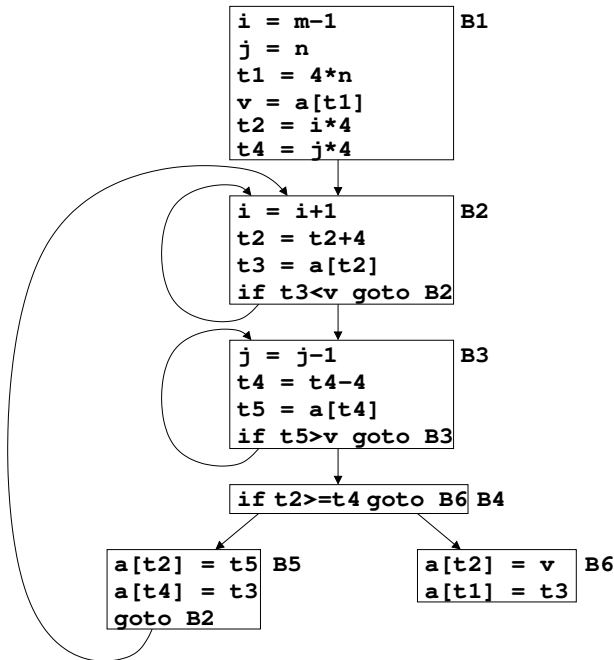 i = m−1
B1
j = n
t1 = 4*n
v = a[t1]
t2 = i*4
t4 = j*4
i = i+1
B2
t2 = t2+4
t3 = a[t2]
if t3<v goto B2
j = j−1
B3
t4 = t4−4
t5 = a[t4]
if t5>v goto B3
if t2>=t4 goto B6 B4
a[t2] = t5 B5
a[t4] = t3
goto B2
a[t2] = v
B6
a[t1] = t3